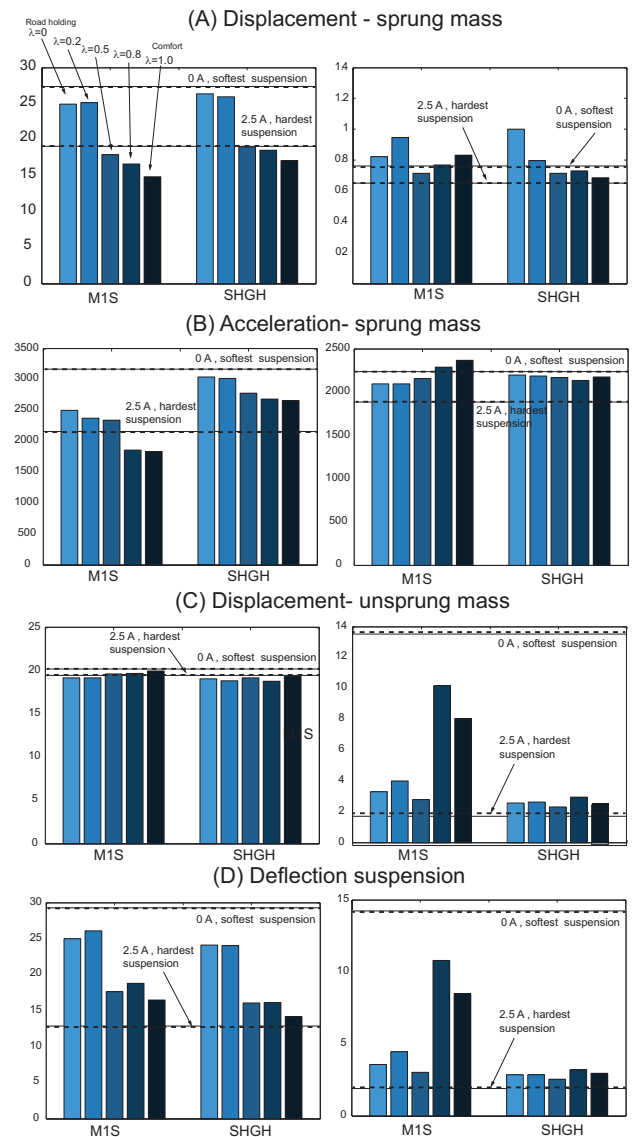 (A) Displacement - sprung mass
Road holding
λ=0
λ=0.2
λ=0.5
λ=0.8
Comfort
λ=1.0
30
25
20
15
10
5
0
0 A , softest suspension
2.5 A , hardest
suspension
M1S
SHGH
1.4
1.2
1
0.8
0.6
0.4
02
0
2.5 A , hardest
suspension
0 A , softest
suspension
M1S
SHGH
(B) Acceleration- sprung mass
3500
3000
2500
2000
1500
1000
500
0
0 A , softest suspension
2.5 A , hardest
suspension
M1S
SHGH
2500
2000
1500
1000
500
0
0 A , softest suspension
2.5 A , hardest
suspension
M1S
SHGH
(C) Displacement- unsprung mass
25
20
15
10
5
0
2.5 A , hardest
suspension
0 A , softest suspension
S
M1S
SHGH
14
12
10
8
6
4
2
0
0 A , softest suspension
2.5 A , hardest
suspension
M1S
SHGH
(D) Deflection suspension
30
25
20
15
10
5
0
0 A , softest suspension
2.5 A , hardest
suspension
M1S
SHGH
15
10
5
0
0 A , softest suspension
2.5 A , hardest
suspension
M1S
SHGH